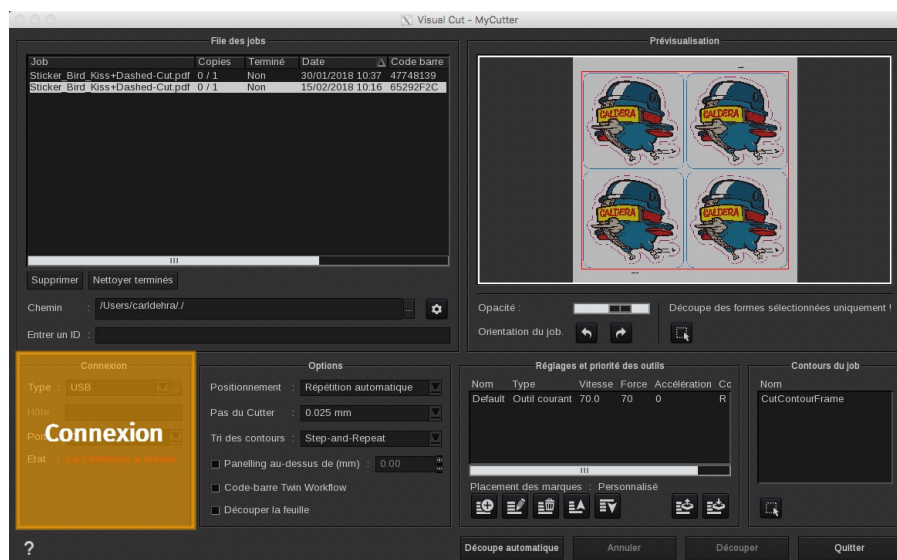 Visual Cut - MyCutter
File des jobs
Job Copies Terminé Date Code barre
Sticker_Bird_Kiss+Dashed-Cut.pdf 0 / 1 Non 30/01/2018 10:37 47748139
Sticker_Bird_Kiss+Dashed-Cut.pdf 0 / 1 Non 15/02/2018 10:16 65292F2C
Supprimer Nettoyer terminés
Chemin : /Users/carldehra/./ ...
Entrer un ID :
Prévisualisation
CALDERA CALDERA
CALDERA CALDERA
Opacité : Découpe des formes sélectionnées uniquement !
Orientation du job.
Connexion
Type : USB
Hôte :
Connexion
Etat :
Options
Positionnement : Répétition automatique
Pas du Cutter : 0.025 mm
Tri des contours : Step-and-Repeat
Panelling au-dessus de (mm) : 0.00
Code-barre Twin Workflow
Découper la feuille
Réglages et priorité des outils
Nom Type Vitesse Force Accélération Cc
Default Outil courant 70.0 70 0 R
Placement des marques : Personnalisé
Contours du job
Nom
CutContourFrame
? Découpe automatique Annuler Découper Quitter